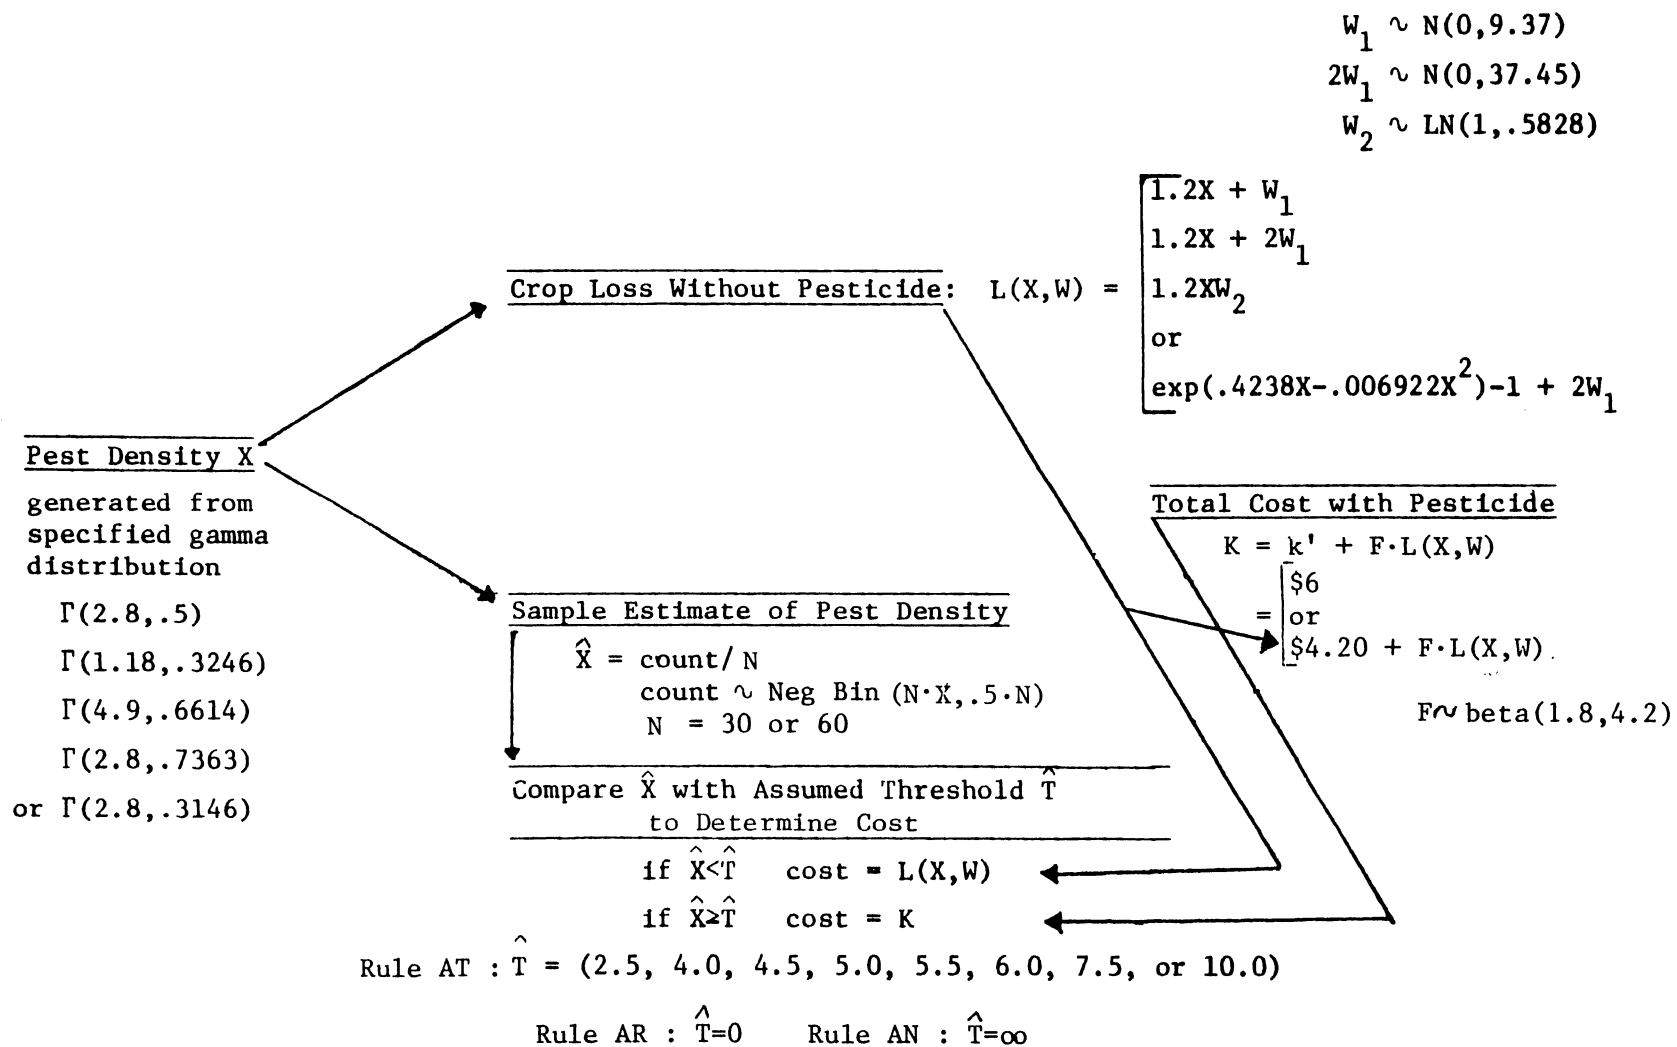 W1 ∿ N(0,9.37)
2W1 ∿ N(0,37.45)
W2 ∿ LN(1,.5828)
Crop Loss Without Pesticide: L(X,W) =
1.2X + W1
1.2X + 2W1
1.2XW2
or
exp(.4238X-.006922X²)-1 + 2W1
Pest Density X
generated from
specified gamma
distribution
Γ(2.8,.5)
Γ(1.18,.3246)
Γ(4.9,.6614)
Γ(2.8,.7363)
or Γ(2.8,.3146)
Total Cost with Pesticide
K = k' + F·L(X,W)
$6
= or
$4.20 + F·L(X,W).
F∿beta(1.8,4.2)
Sample Estimate of Pest Density
X̂ = count/ N
count ∿ Neg Bin (N·X,.5·N)
N = 30 or 60
Compare X̂ with Assumed Threshold T̂
to Determine Cost
if X̂<T̂ cost = L(X,W)
if X̂≥T̂ cost = K
Rule AT : T̂ = (2.5, 4.0, 4.5, 5.0, 5.5, 6.0, 7.5, or 10.0)
Rule AR : T̂=0 Rule AN : T̂=∞